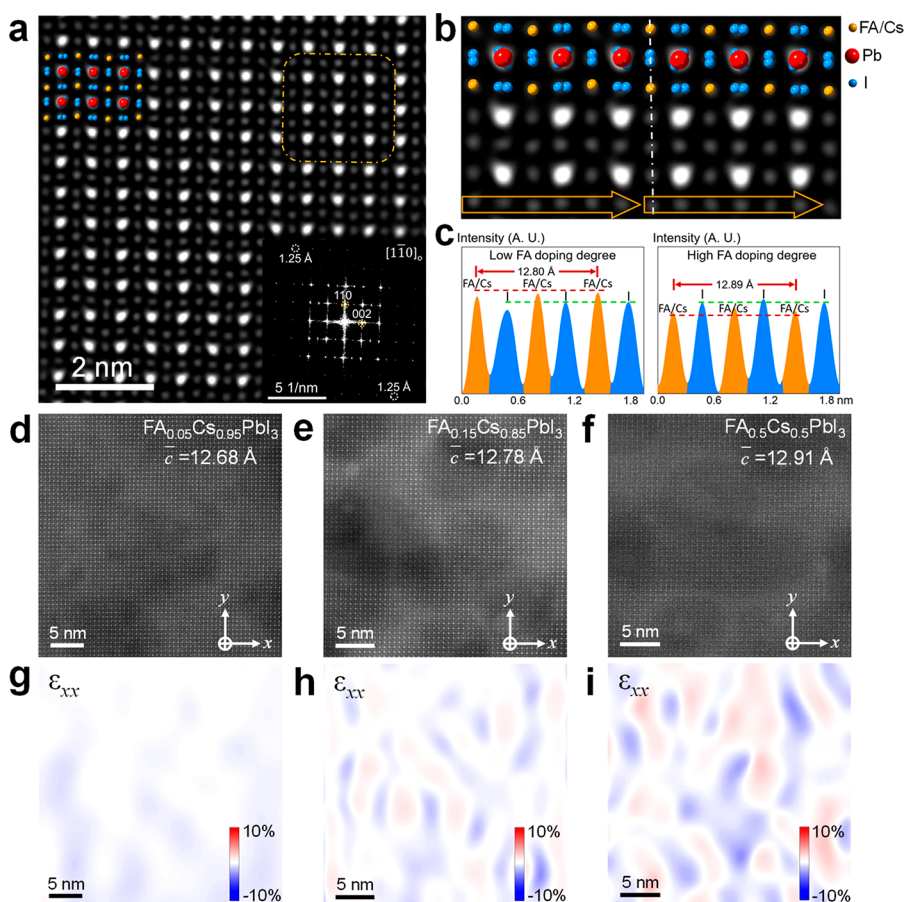 a
[11̅0]ₒ
1.25 Å
110
002
1.25 Å
2 nm
5 1/nm
b
FA/Cs
Pb
I
c
Intensity (A. U.)
Low FA doping degree
12.80 Å
FA/Cs
I
FA/Cs
I
FA/Cs
I
0.0
0.6
1.2
1.8
Intensity (A. U.)
High FA doping degree
12.89 Å
FA/Cs
I
FA/Cs
I
FA/Cs
I
0.0
0.6
1.2
1.8 nm
d
FA₀.₀₅Cs₀.₉₅PbI₃
c̅ =12.68 Å
y
x
5 nm
e
FA₀.₁₅Cs₀.₈₅PbI₃
c̅ =12.78 Å
y
x
5 nm
f
FA₀.₅Cs₀.₅PbI₃
c̅ =12.91 Å
y
x
5 nm
g
εxx
10%
-10%
5 nm
h
εxx
10%
-10%
5 nm
i
εxx
10%
-10%
5 nm